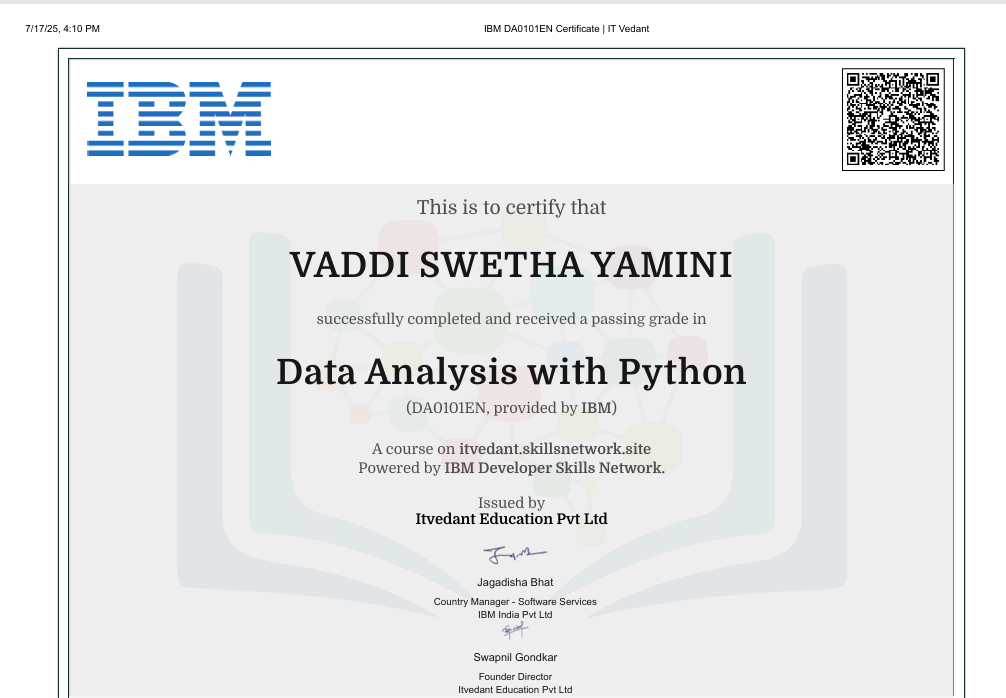 7/17/25, 4:10 PM
IBM DA0101EN Certificate | IT Vedant
IBM
This is to certify that
VADDI SWETHA YAMINI
successfully completed and received a passing grade in
Data Analysis with Python
(DA0101EN, provided by IBM)
A course on itvedant.skillsnetwork.site
Powered by IBM Developer Skills Network.
Issued by
Itvedant Education Pvt Ltd
Jagadisha Bhat
Country Manager - Software Services
IBM India Pvt Ltd
Swapnil Gondkar
Founder Director
Itvedant Education Pvt Ltd